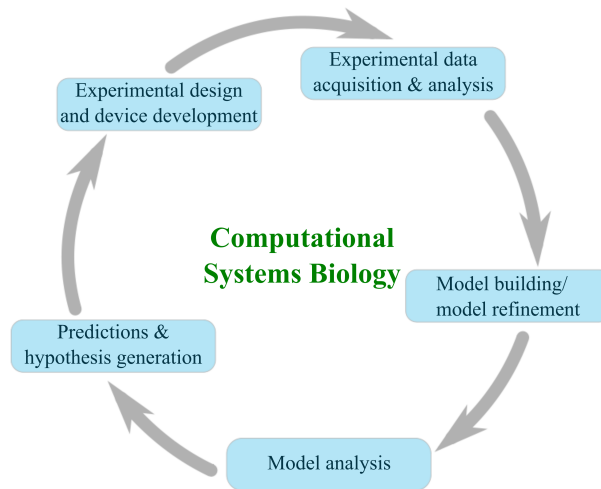 Experimental data
acquisition & analysis
Experimental design
and device development
Computational
Systems Biology
Model building/
model refinement
Predictions &
hypothesis generation
Model analysis